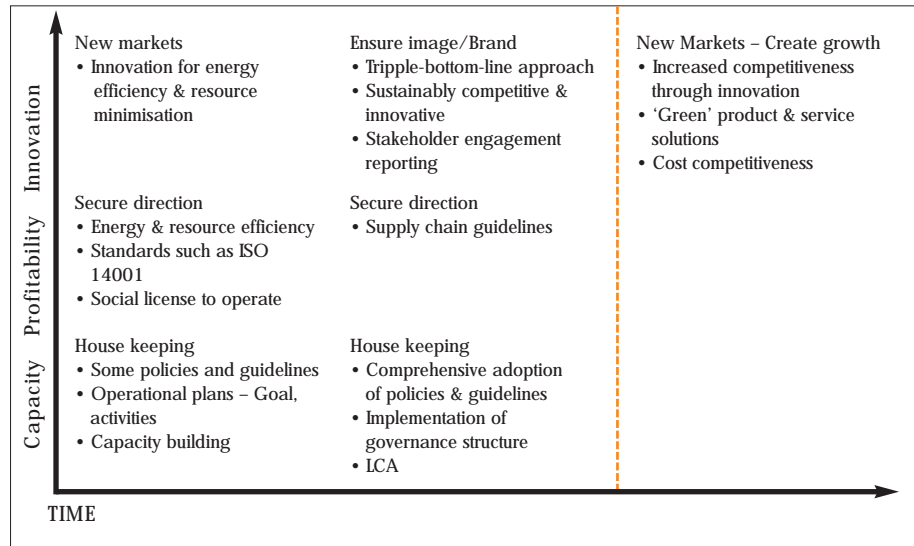 New markets
• Innovation for energy
efficiency & resource
minimisation
Ensure image/Brand
• Tripple-bottom-line approach
• Sustainably competitive &
innovative
• Stakeholder engagement
reporting
New Markets – Create growth
• Increased competitiveness
through innovation
• ‘Green’ product & service
solutions
• Cost competitiveness
Innovation
Secure direction
• Energy & resource efficiency
• Standards such as ISO
14001
• Social license to operate
Secure direction
• Supply chain guidelines
Profitability
House keeping
• Some policies and guidelines
• Operational plans – Goal,
activities
• Capacity building
House keeping
• Comprehensive adoption
of policies & guidelines
• Implementation of
governance structure
• LCA
Capacity
TIME